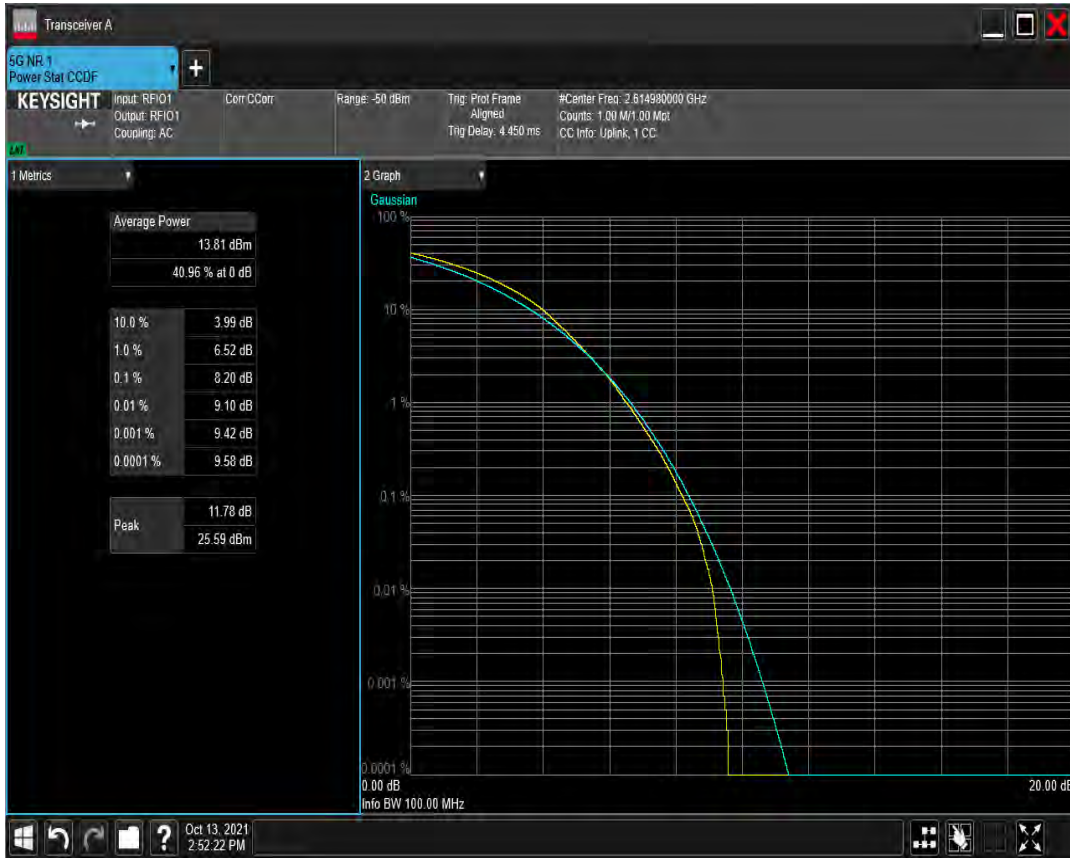 Transceiver A
5G NR 1
Power Stat CCDF
+
KEYSIGHT
Input: RFIO1
Output: RFIO1
Coupling: AC
Corr CCorr
Range: -50 dBm
Trig: Prot Frame
Aligned
Trig Delay: 4.450 ms
#Center Freq: 2.614980000 GHz
Counts: 1.00 M/1.00 Mpt
CC Info: Uplink, 1 CC
1 Metrics
Average Power
13.81 dBm
40.96 % at 0 dB
10.0 % 3.99 dB
1.0 % 6.52 dB
0.1 % 8.20 dB
0.01 % 9.10 dB
0.001 % 9.42 dB
0.0001 % 9.58 dB
Peak
11.78 dB
25.59 dBm
2 Graph
Gaussian
100 %
10 %
1 %
0.1 %
0.01 %
0.001 %
0.0001 %
0.00 dB
20.00 dB
Info BW 100.00 MHz
?
Oct 13, 2021
2:52:22 PM